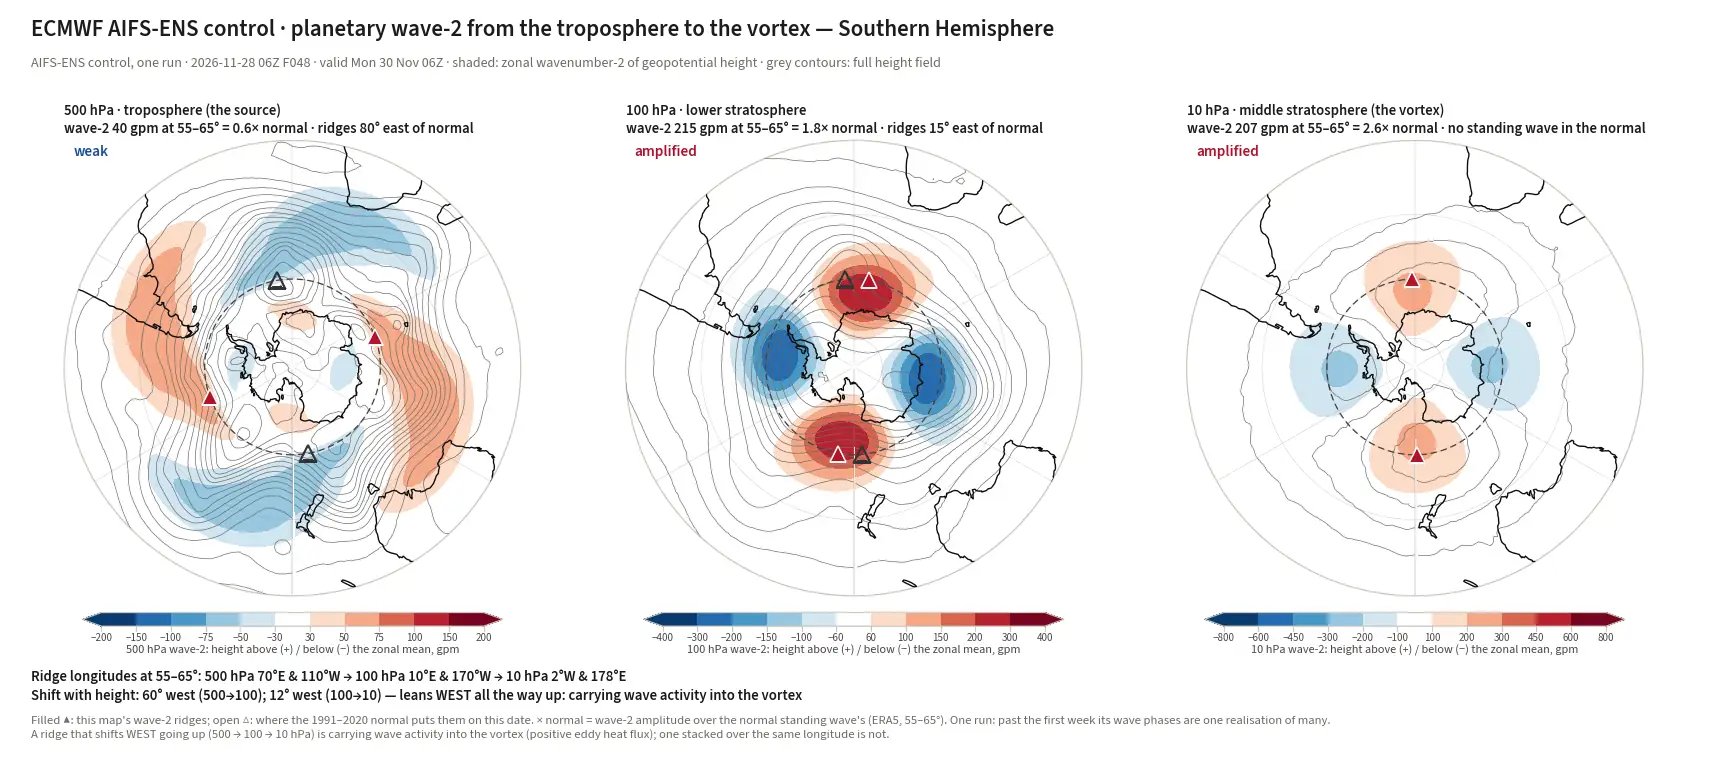 ECMWF AIFS-ENS control · planetary wave-2 from the troposphere to the vortex — Southern Hemisphere
AIFS-ENS control, one run · 2026-11-28 06Z F048 · valid Mon 30 Nov 06Z · shaded: zonal wavenumber-2 of geopotential height · grey contours: full height field
500 hPa · troposphere (the source)
wave-2 40 gpm at 55–65° = 0.6× normal · ridges 80° east of normal
weak
100 hPa · lower stratosphere
wave-2 215 gpm at 55–65° = 1.8× normal · ridges 15° east of normal
amplified
10 hPa · middle stratosphere (the vortex)
wave-2 207 gpm at 55–65° = 2.6× normal · no standing wave in the normal
amplified
−200 −150 −100 −75 −50 −30 30 50 75 100 150 200
500 hPa wave-2: height above (+) / below (−) the zonal mean, gpm
−400 −300 −200 −150 −100 −60 60 100 150 200 300 400
100 hPa wave-2: height above (+) / below (−) the zonal mean, gpm
−800 −600 −450 −300 −200 −100 100 200 300 450 600 800
10 hPa wave-2: height above (+) / below (−) the zonal mean, gpm
Ridge longitudes at 55–65°: 500 hPa 70°E & 110°W → 100 hPa 10°E & 170°W → 10 hPa 2°W & 178°E
Shift with height: 60° west (500→100); 12° west (100→10) — leans WEST all the way up: carrying wave activity into the vortex
Filled ▲: this map's wave-2 ridges; open △: where the 1991–2020 normal puts them on this date. × normal = wave-2 amplitude over the normal standing wave's (ERA5, 55–65°). One run: past the first week its wave phases are one realisation of many.
A ridge that shifts WEST going up (500 → 100 → 10 hPa) is carrying wave activity into the vortex (positive eddy heat flux); one stacked over the same longitude is not.